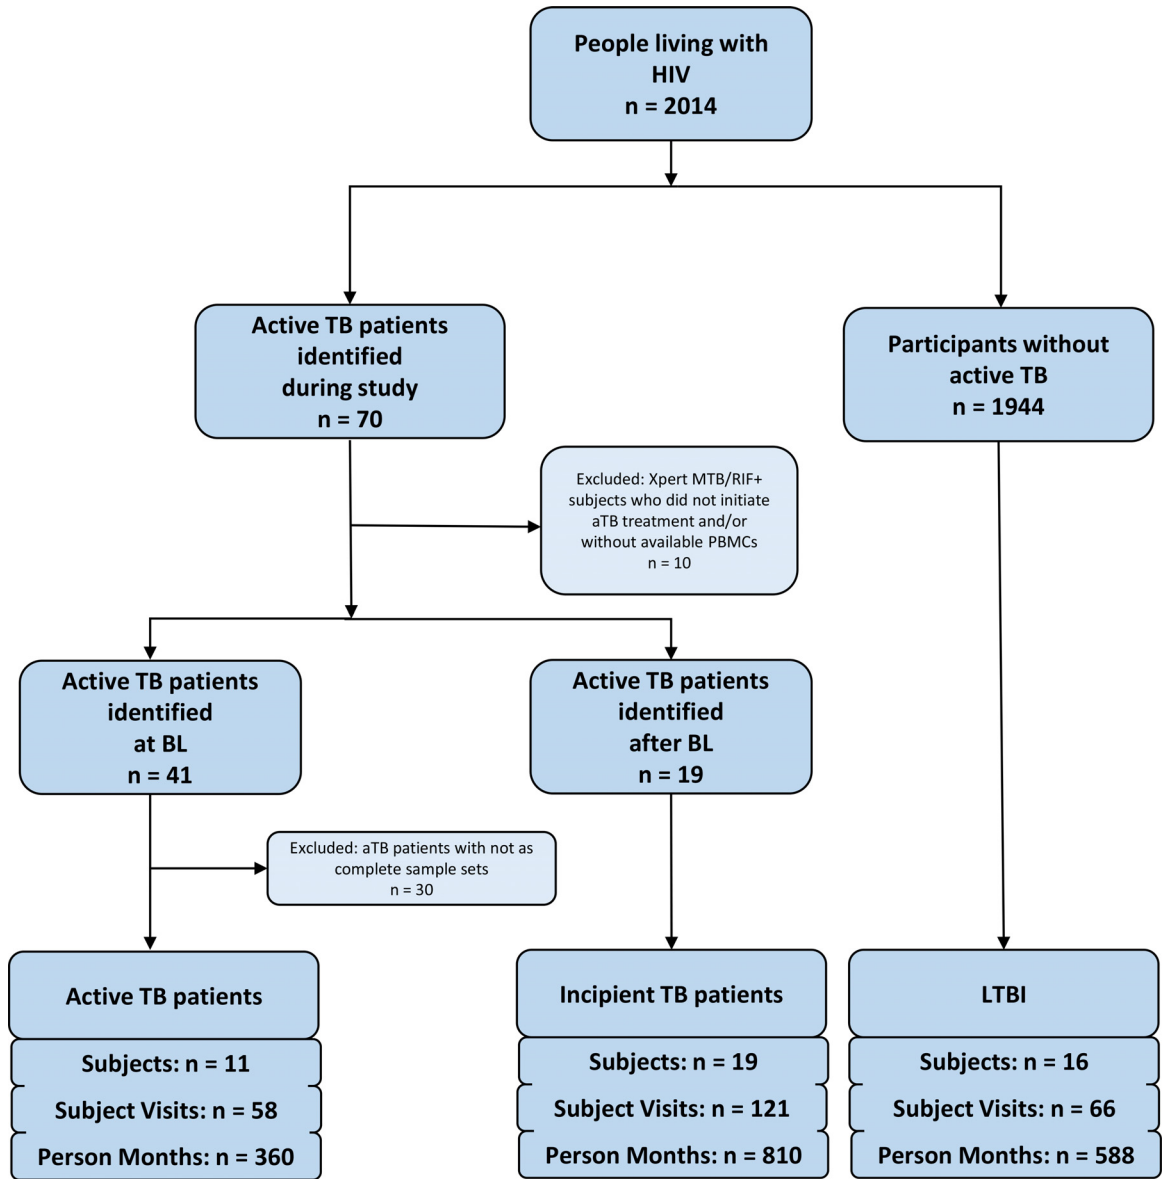 People living with
HIV
n = 2014
Active TB patients
identified
during study
n = 70
Participants without
active TB
n = 1944
Excluded: Xpert MTB/RIF+
subjects who did not initiate
aTB treatment and/or
without available PBMCs
n = 10
Active TB patients
identified
at BL
n = 41
Active TB patients
identified
after BL
n = 19
Excluded: aTB patients with not as
complete sample sets
n = 30
Active TB patients
Subjects: n = 11
Subject Visits: n = 58
Person Months: n = 360
Incipient TB patients
Subjects: n = 19
Subject Visits: n = 121
Person Months: n = 810
LTBI
Subjects: n = 16
Subject Visits: n = 66
Person Months: n = 588